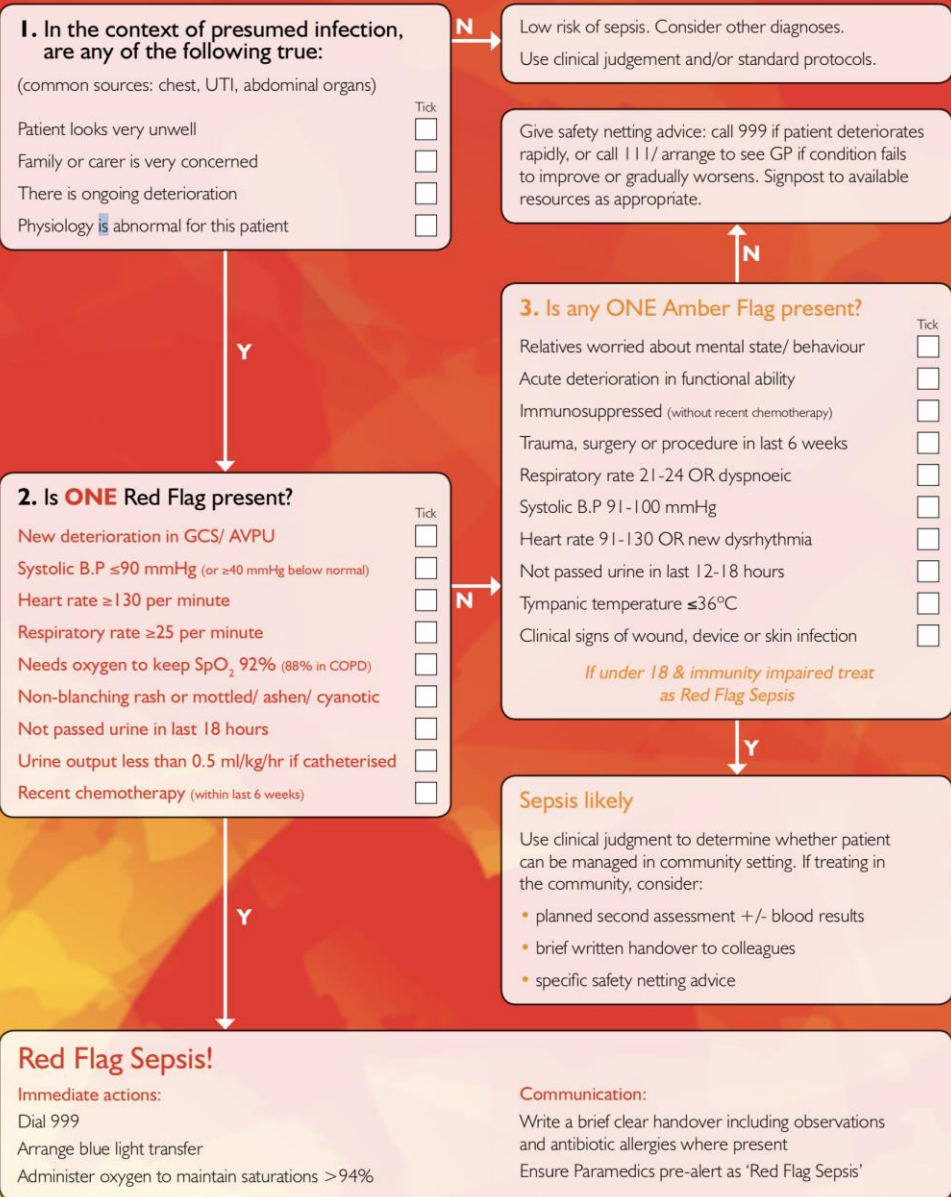 1. In the context of presumed infection,
are any of the following true:
(common sources: chest, UTI, abdominal organs)
Tick
Patient looks very unwell
Family or carer is very concerned
There is ongoing deterioration
Physiology is abnormal for this patient
N
Low risk of sepsis. Consider other diagnoses.
Use clinical judgement and/or standard protocols.
Give safety netting advice: call 999 if patient deteriorates
rapidly, or call 111/ arrange to see GP if condition fails
to improve or gradually worsens. Signpost to available
resources as appropriate.
N
Y
2. Is ONE Red Flag present?
Tick
New deterioration in GCS/ AVPU
Systolic B.P ≤90 mmHg (or ≥40 mmHg below normal)
Heart rate ≥130 per minute
Respiratory rate ≥25 per minute
Needs oxygen to keep SpO₂ 92% (88% in COPD)
Non-blanching rash or mottled/ ashen/ cyanotic
Not passed urine in last 18 hours
Urine output less than 0.5 ml/kg/hr if catheterised
Recent chemotherapy (within last 6 weeks)
N
3. Is any ONE Amber Flag present?
Tick
Relatives worried about mental state/ behaviour
Acute deterioration in functional ability
Immunosuppressed (without recent chemotherapy)
Trauma, surgery or procedure in last 6 weeks
Respiratory rate 21-24 OR dyspnoeic
Systolic B.P 91-100 mmHg
Heart rate 91-130 OR new dysrhythmia
Not passed urine in last 12-18 hours
Tympanic temperature ≤36°C
Clinical signs of wound, device or skin infection
If under 18 & immunity impaired treat
as Red Flag Sepsis
Y
Sepsis likely
Use clinical judgment to determine whether patient
can be managed in community setting. If treating in
the community, consider:
• planned second assessment +/- blood results
• brief written handover to colleagues
• specific safety netting advice
Y
Red Flag Sepsis!
Immediate actions:
Dial 999
Arrange blue light transfer
Administer oxygen to maintain saturations >94%
Communication:
Write a brief clear handover including observations
and antibiotic allergies where present
Ensure Paramedics pre-alert as 'Red Flag Sepsis'